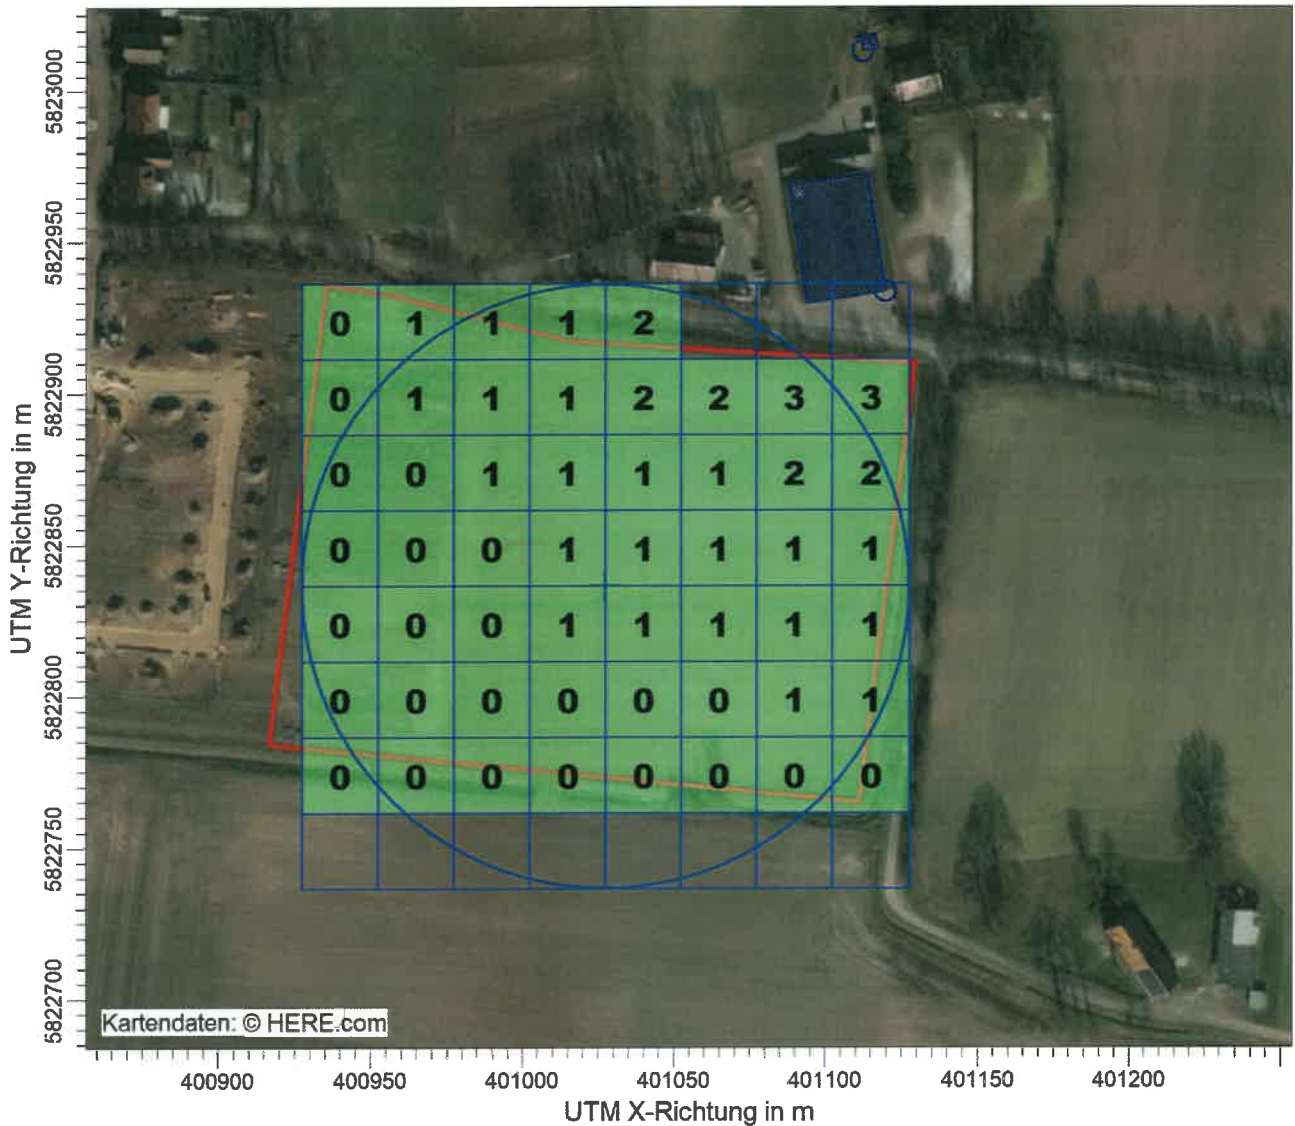 5823000
5822950
5822900
5822850
5822800
5822750
5822700
UTM Y-Richtung in m
0 1 1 1 2
0 1 1 1 2 2 3 3
0 0 1 1 1 1 2 2
0 0 0 1 1 1 1 1
0 0 0 1 1 1 1 1
0 0 0 0 0 0 1 1
0 0 0 0 0 0 0 0
Kartendaten: © HERE.com
400900 400950 401000 401050 401100 401150 401200
UTM X-Richtung in m